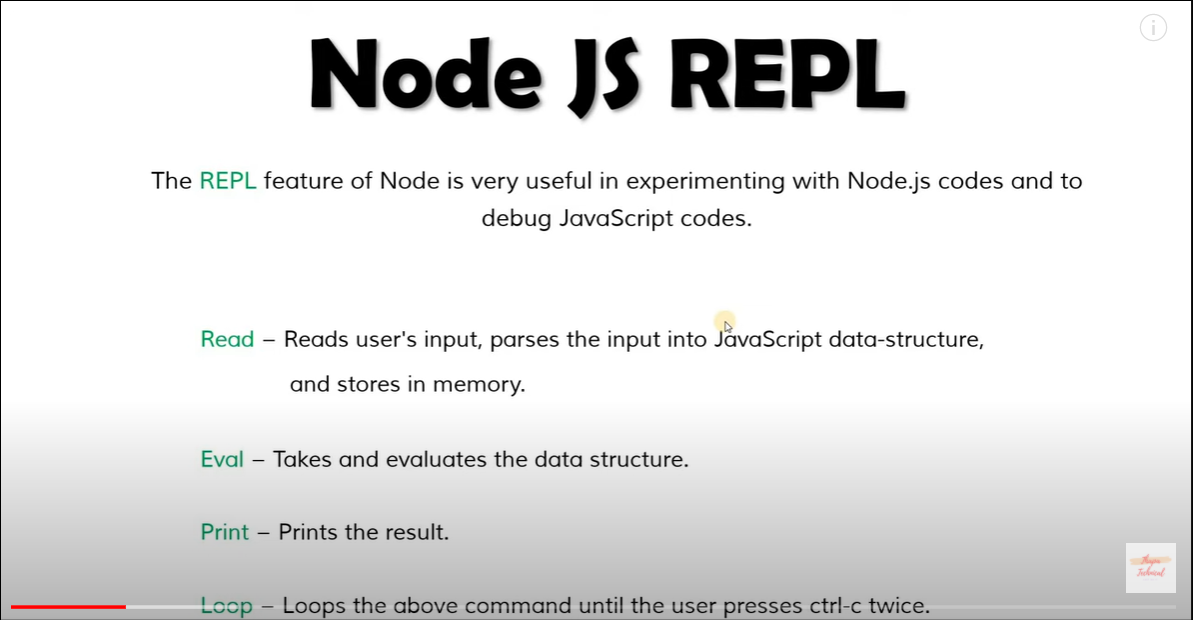 Node JS REPL
The REPL feature of Node is very useful in experimenting with Node.js codes and to
debug JavaScript codes.
Read – Reads user's input, parses the input into JavaScript data-structure,
and stores in memory.
Eval – Takes and evaluates the data structure.
Print – Prints the result.
Technical
Loop – Loops the above command until the user presses ctrl-c twice.